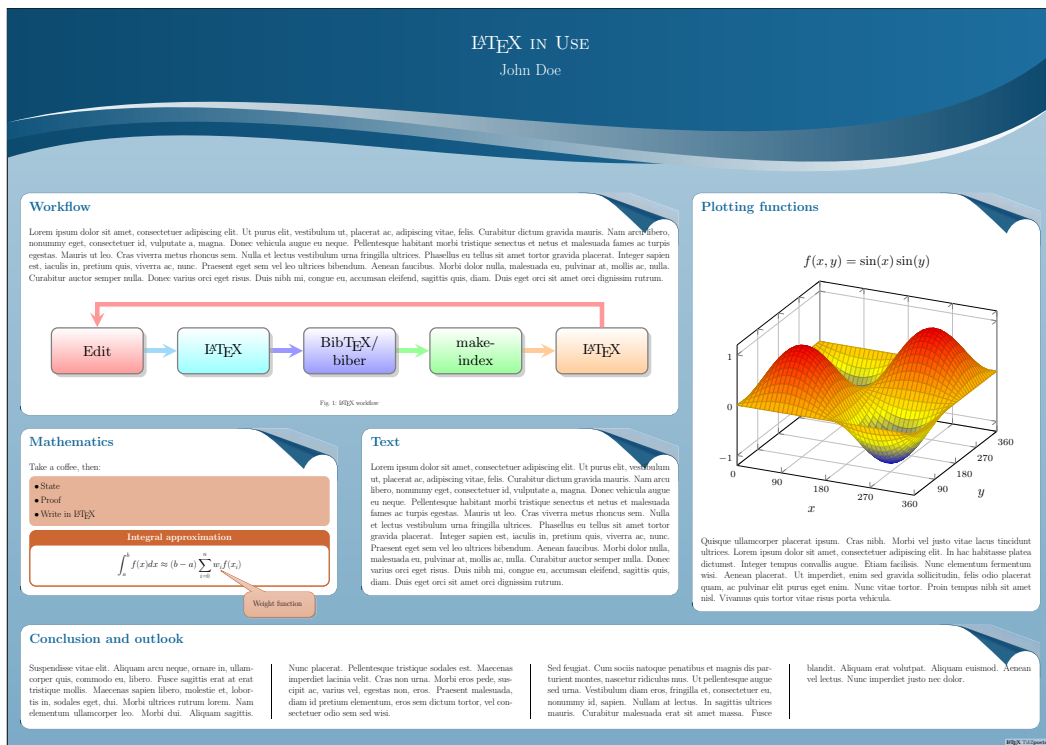 LATEX IN USE
John Doe
Workflow
Lorem ipsum dolor sit amet, consectetuer adipiscing elit. Ut purus elit, vestibulum ut, placerat ac, adipiscing vitae, felis. Curabitur dictum gravida mauris. Nam arcu libero,
nonummy eget, consectetuer id, vulputate a, magna. Donec vehicula augue eu neque. Pellentesque habitant morbi tristique senectus et netus et malesuada fames ac turpis
egestas. Mauris ut leo. Cras viverra metus rhoncus sem. Nulla et lectus vestibulum urna fringilla ultrices. Phasellus eu tellus sit amet tortor gravida placerat. Integer sapien
est, iaculis in, pretium quis, viverra ac, nunc. Praesent eget sem vel leo ultrices bibendum. Aenean faucibus. Morbi dolor nulla, malesuada eu, pulvinar at, mollis ac, nulla.
Curabitur auctor semper nulla. Donec varius orci eget risus. Duis nibh mi, congue eu, accumsan eleifend, sagittis quis, diam. Duis eget orci sit amet orci dignissim rutrum.
Edit
LATEX
BibTEX/
biber
make-
index
LATEX
Fig. 1: LATEX workflow
Plotting functions
f(x, y) = sin(x) sin(y)
1
0
−1
0
90
180
270
360
x
90
180
270
360
y
Quisque ullamcorper placerat ipsum. Cras nibh. Morbi vel justo vitae lacus tincidunt
ultrices. Lorem ipsum dolor sit amet, consectetuer adipiscing elit. In hac habitasse platea
dictumst. Integer tempus convallis augue. Etiam facilisis. Nunc elementum fermentum
wisi. Aenean placerat. Ut imperdiet, enim sed gravida sollicitudin, felis odio placerat
quam, ac pulvinar elit purus eget enim. Nunc vitae tortor. Proin tempus nibh sit amet
nisl. Vivamus quis tortor vitae risus porta vehicula.
Mathematics
Take a coffee, then:
● State
● Proof
● Write in LATEX
Integral approximation
∫_a^b f(x)dx ≈ (b − a) ∑_{i=0}^n w_i f(x_i)
Weight function
Text
Lorem ipsum dolor sit amet, consectetuer adipiscing elit. Ut purus elit, vestibulum
ut, placerat ac, adipiscing vitae, felis. Curabitur dictum gravida mauris. Nam arcu
libero, nonummy eget, consectetuer id, vulputate a, magna. Donec vehicula augue
eu neque. Pellentesque habitant morbi tristique senectus et netus et malesuada
fames ac turpis egestas. Mauris ut leo. Cras viverra metus rhoncus sem. Nulla
et lectus vestibulum urna fringilla ultrices. Phasellus eu tellus sit amet tortor
gravida placerat. Integer sapien est, iaculis in, pretium quis, viverra ac, nunc.
Praesent eget sem vel leo ultrices bibendum. Aenean faucibus. Morbi dolor nulla,
malesuada eu, pulvinar at, mollis ac, nulla. Curabitur auctor semper nulla. Donec
varius orci eget risus. Duis nibh mi, congue eu, accumsan eleifend, sagittis quis,
diam. Duis eget orci sit amet orci dignissim rutrum.
Conclusion and outlook
Suspendisse vitae elit. Aliquam arcu neque, ornare in, ullam-
corper quis, commodo eu, libero. Fusce sagittis erat at erat
tristique mollis. Maecenas sapien libero, molestie et, lobor-
tis in, sodales eget, dui. Morbi ultrices rutrum lorem. Nam
elementum ullamcorper leo. Morbi dui. Aliquam sagittis.
Nunc placerat. Pellentesque tristique sodales est. Maecenas
imperdiet lacinia velit. Cras non urna. Morbi eros pede, sus-
cipit ac, varius vel, egestas non, eros. Praesent malesuada,
diam id pretium elementum, eros sem dictum tortor, vel con-
sectetuer odio sem sed wisi.
Sed feugiat. Cum sociis natoque penatibus et magnis dis par-
turient montes, nascetur ridiculus mus. Ut pellentesque augue
sed urna. Vestibulum diam eros, fringilla et, consectetuer eu,
nonummy id, sapien. Nullam at lectus. In sagittis ultrices
mauris. Curabitur malesuada erat sit amet massa. Fusce
blandit. Aliquam erat volutpat. Aliquam euismod. Aenean
vel lectus. Nunc imperdiet justo nec dolor.
LATEX TikZposter